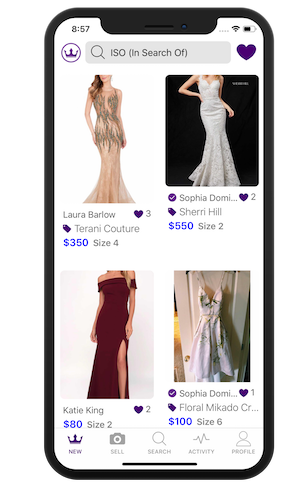 8:57
ISO (In Search Of)
Laura Barlow 3
Terani Couture
$350 Size 4
Sophia Domi... 2
Sherri Hill
$550 Size 2
Katie King 2
$80 Size 2
Sophia Domi... 1
Floral Mikado Cr...
$100 Size 6
NEW SELL SEARCH ACTIVITY PROFILE